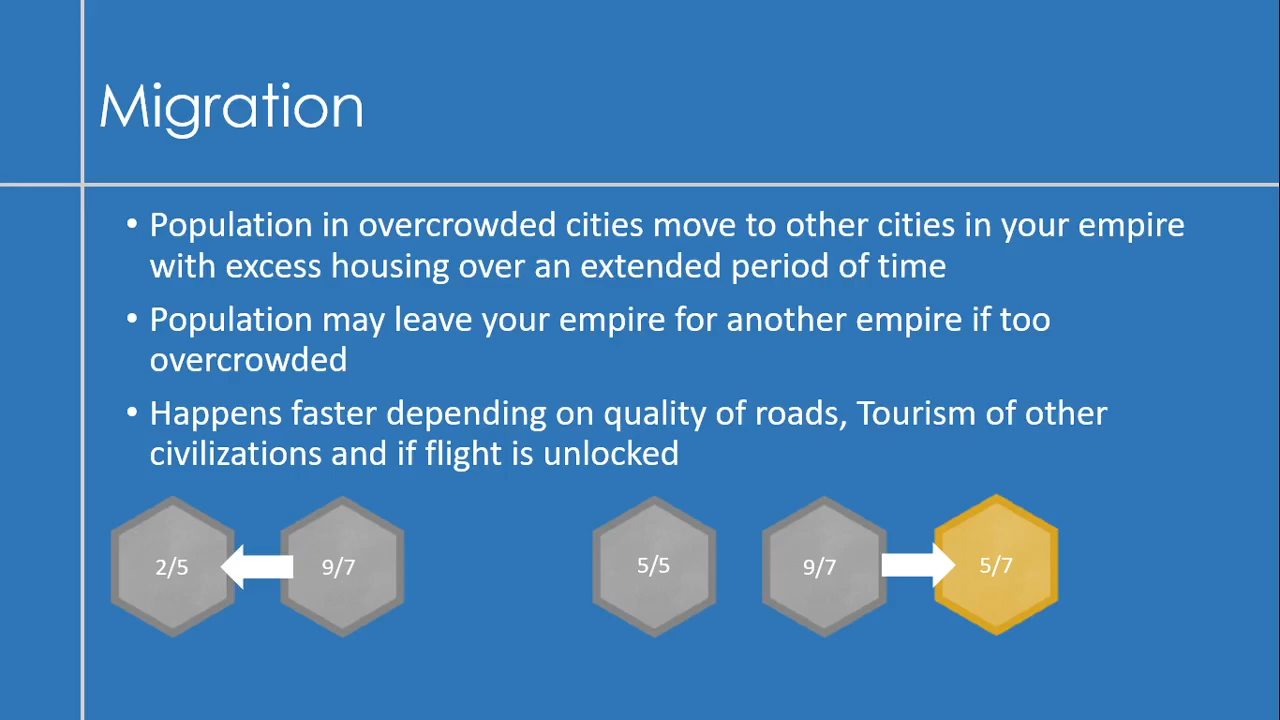 Migration
• Population in overcrowded cities move to other cities in your empire
with excess housing over an extended period of time
• Population may leave your empire for another empire if too
overcrowded
• Happens faster depending on quality of roads, Tourism of other
civilizations and if flight is unlocked
2/5 9/7 5/5 9/7 5/7